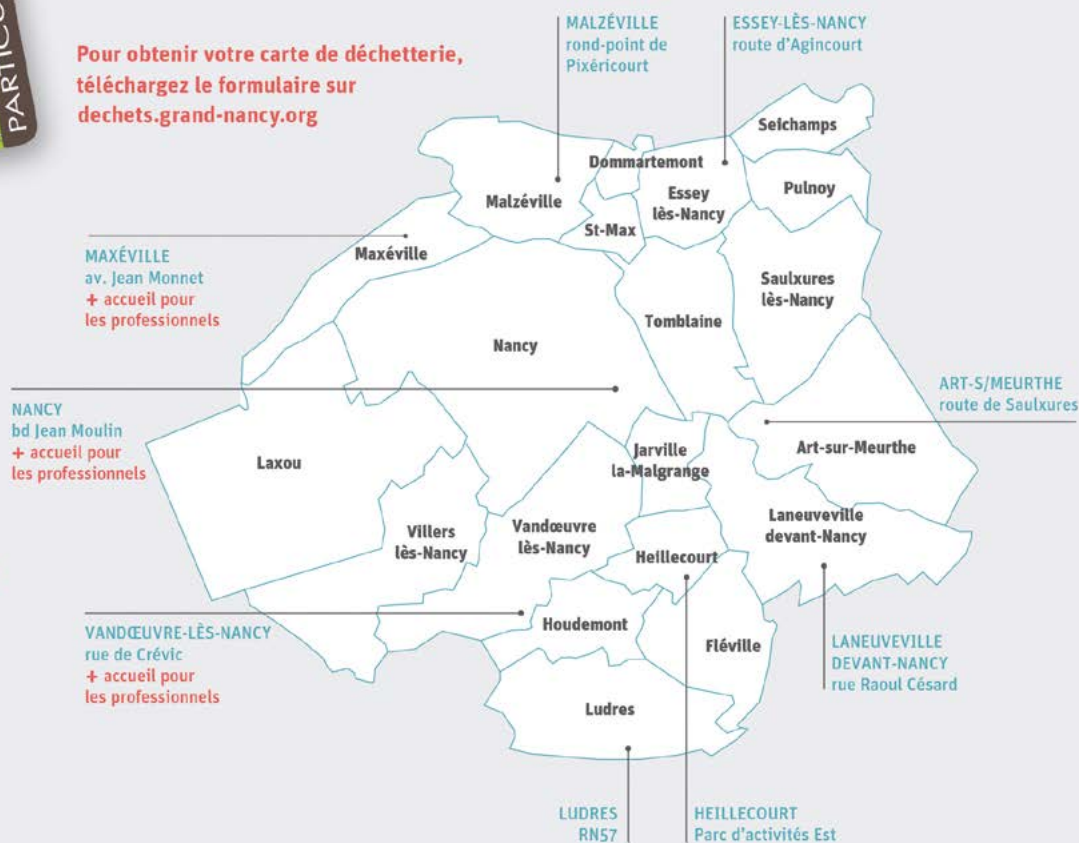 PARTICU
Pour obtenir votre carte de déchetterie,
téléchargez le formulaire sur
dechets.grand-nancy.org
MALZÉVILLE
rond-point de
Pixéricourt
ESSEY-LÈS-NANCY
route d'Agincourt
Seichamps
Dommartemont
Pulnoy
Malzéville
Essey
lès-Nancy
St-Max
Maxéville
MAXÉVILLE
av. Jean Monnet
+ accueil pour
les professionnels
Saulxures
lès-Nancy
Tomblaine
Nancy
NANCY
bd Jean Moulin
+ accueil pour
les professionnels
ART-S/MEURTHE
route de Saulxures
Laxou
Jarville
la-Malgrange
Art-sur-Meurthe
Villers
lès-Nancy
Vandœuvre
lès-Nancy
Laneuveville
devant-Nancy
Heillecourt
VANDŒUVRE-LÈS-NANCY
rue de Crévic
+ accueil pour
les professionnels
Houdemont
Fléville
LANEUVEVILLE
DEVANT-NANCY
rue Raoul Césard
Ludres
LUDRES
RN57
HEILLECOURT
Parc d'activités Est